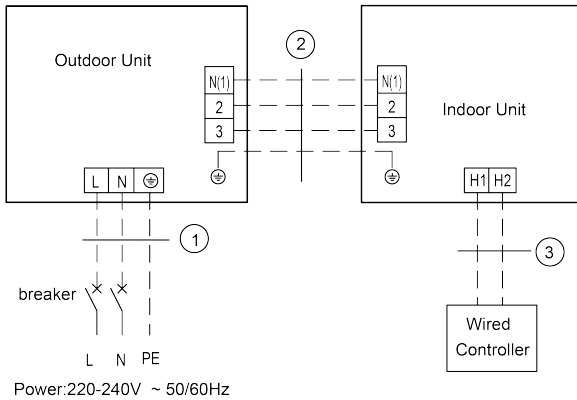 Outdoor Unit
N(1)
2
3
L N
1
breaker
L N PE
Power:220-240V ~ 50/60Hz
2
N(1)
2
3
Indoor Unit
H1 H2
3
Wired
Controller